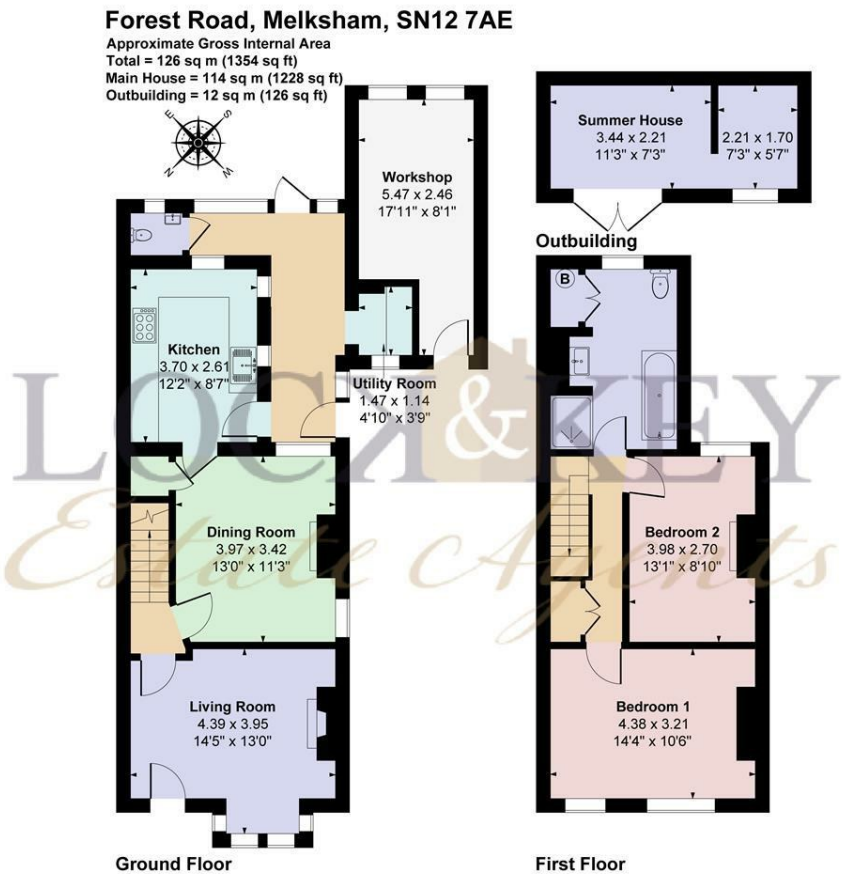 Forest Road, Melksham, SN12 7AE
Approximate Gross Internal Area
Total = 126 sq m (1354 sq ft)
Main House = 114 sq m (1228 sq ft)
Outbuilding = 12 sq m (126 sq ft)
E
S
N
W
Workshop
5.47 x 2.46
17'11" x 8'1"
Summer House
3.44 x 2.21
11'3" x 7'3"
2.21 x 1.70
7'3" x 5'7"
Outbuilding
B
Kitchen
3.70 x 2.61
12'2" x 8'7"
Utility Room
1.47 x 1.14
4'10" x 3'9"
LOCK & KEY
Estate Agents
Dining Room
3.97 x 3.42
13'0" x 11'3"
Bedroom 2
3.98 x 2.70
13'1" x 8'10"
Living Room
4.39 x 3.95
14'5" x 13'0"
Bedroom 1
4.38 x 3.21
14'4" x 10'6"
Ground Floor
First Floor